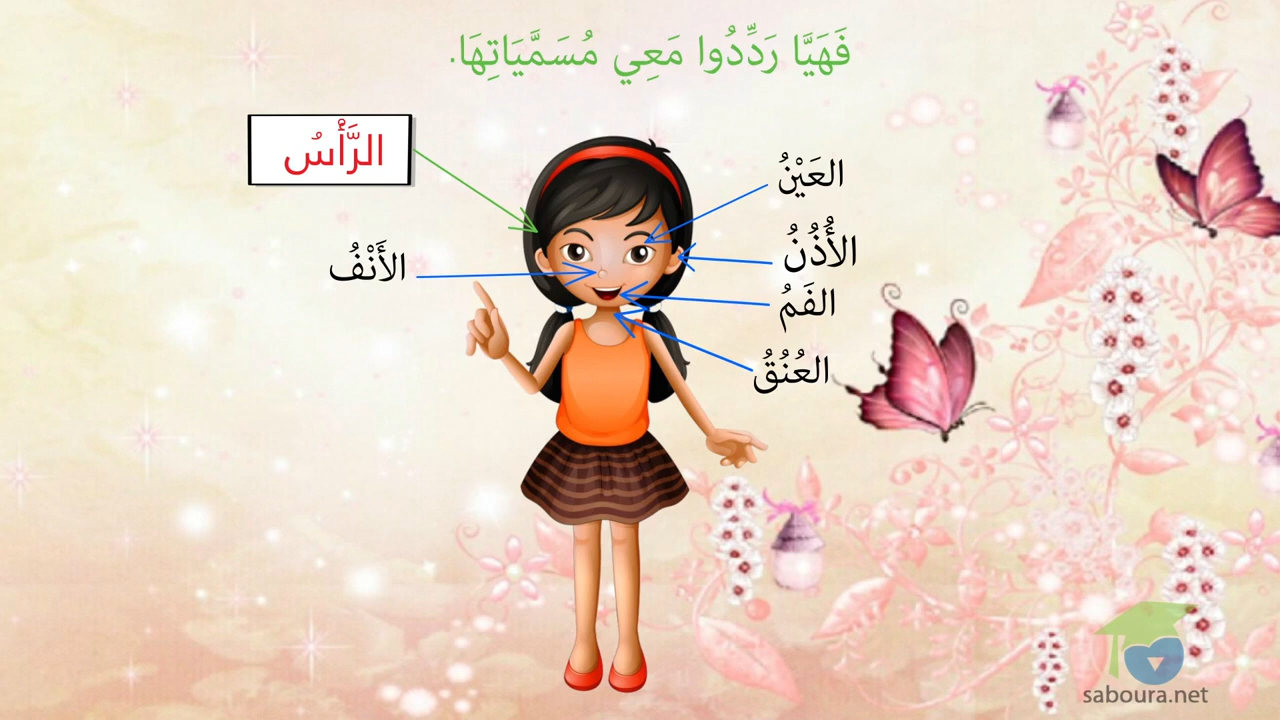 فَهَيَّا رَدِّدُوا مَعِي مُسَمَّيَاتِهَا.
الرَّأْسُ
العَيْنُ
الأُذُنُ
الأَنْفُ
الفَمُ
العُنُقُ
saboura.net